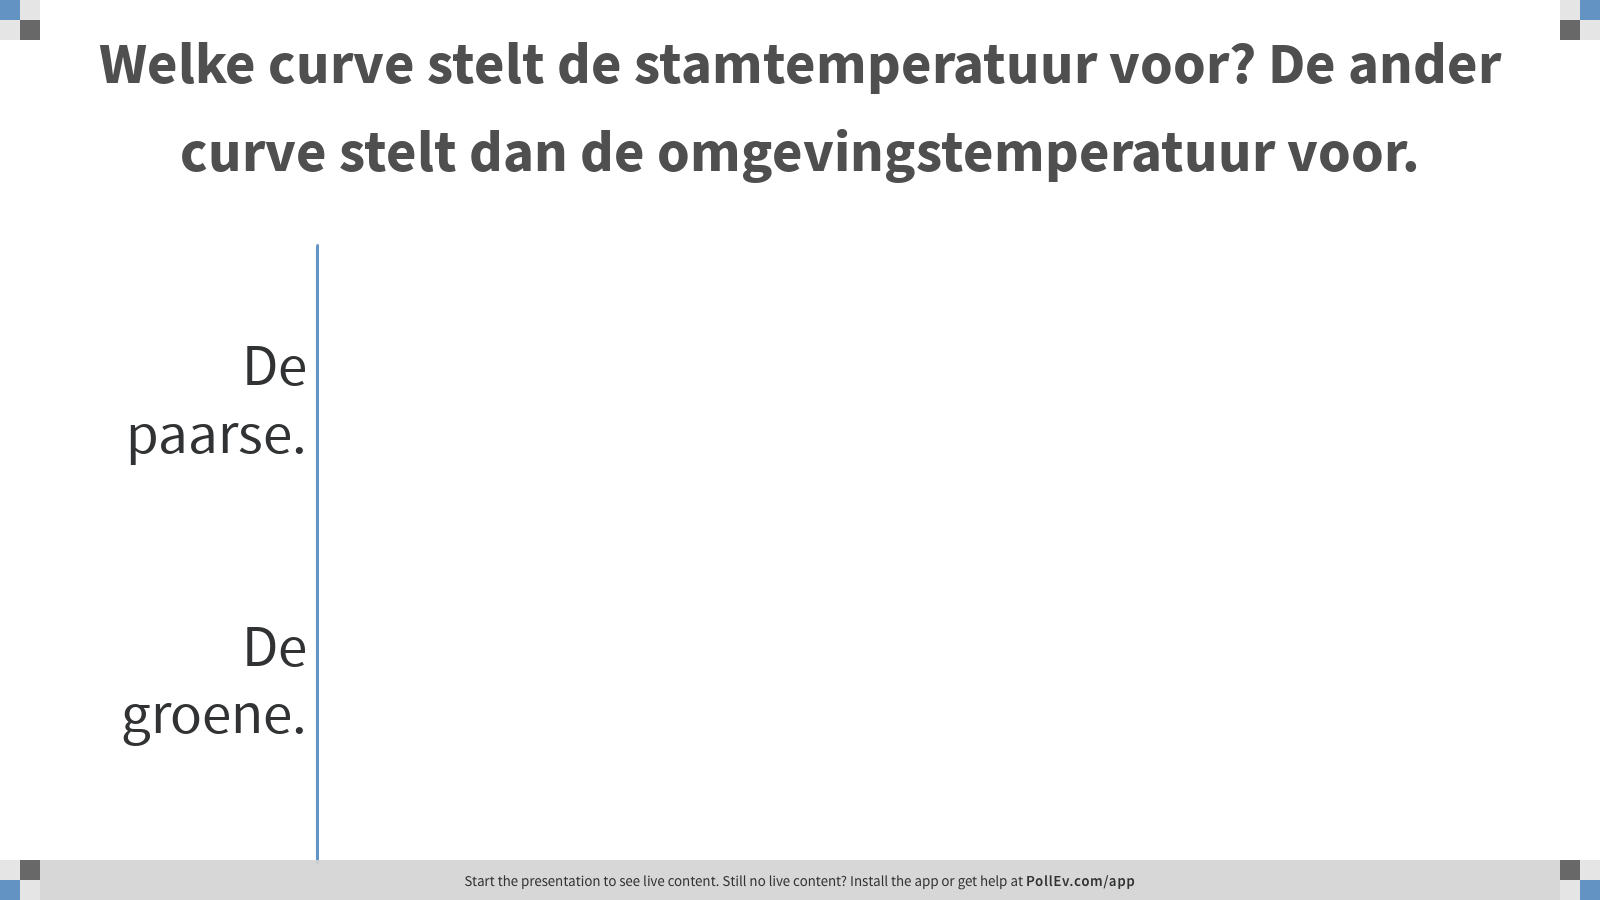 Welke curve stelt de stamtemperatuur voor? De ander
curve stelt dan de omgevingstemperatuur voor.
De
paarse.
De
groene.
Start the presentation to see live content. Still no live content? Install the app or get help at PollEv.com/app